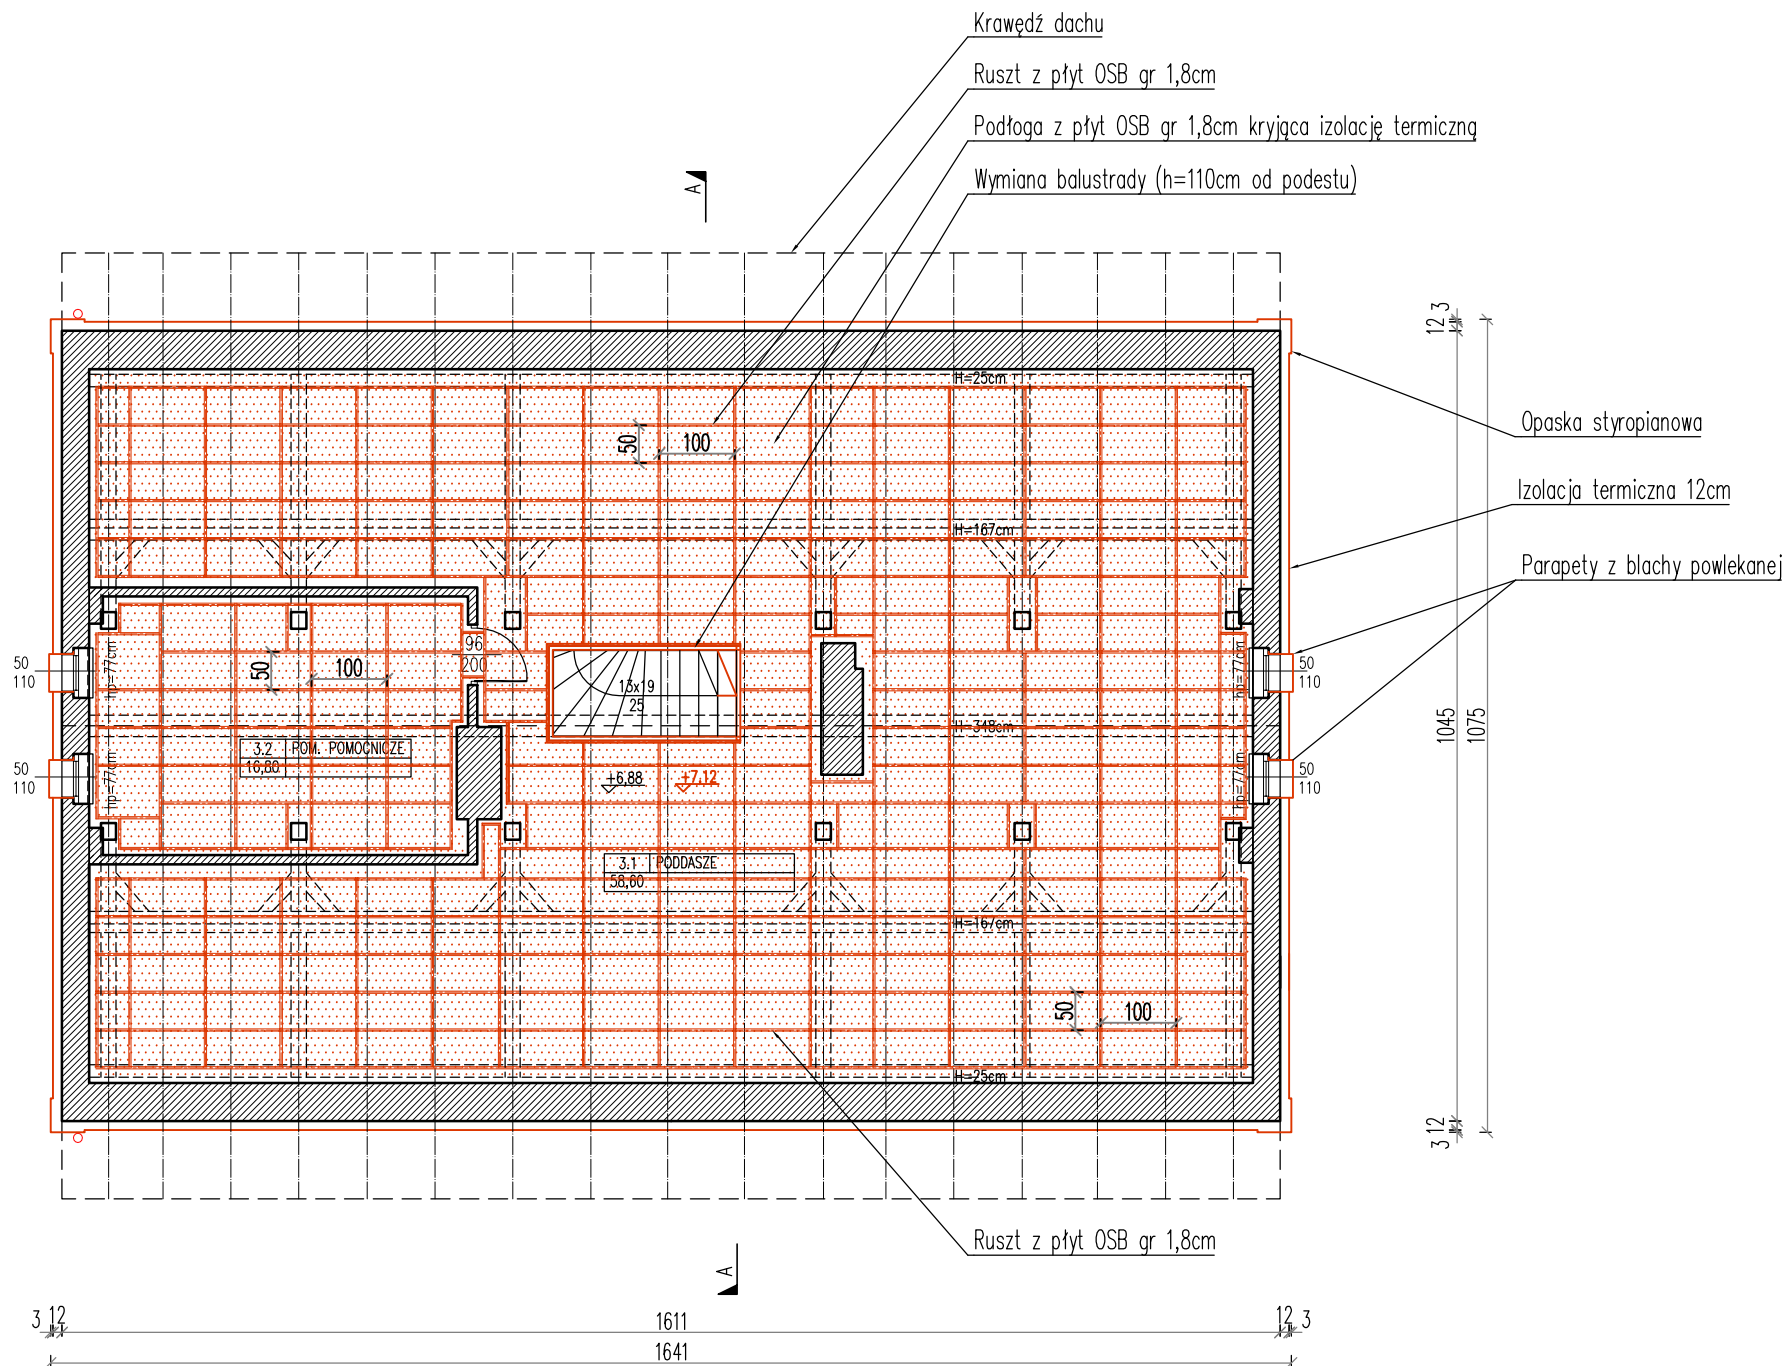 Krawędź dachu
Ruszt z płyt OSB gr 1,8cm
Podłoga z płyt OSB gr 1,8cm kryjąca izolację termiczną
Wymiana balustrady (h=110cm od podestu)
A
3
12
H=25cm
Opaska styropianowa
50
100
Izolacja termiczna 12cm
H=167cm
Parapety z blachy powlekanej
96
200
50
110
hp=77cm
50
100
13x19
25
hp=77cm
50
110
H=348cm
1045
1075
3.2 POM. POMOCNICZE
16,80
50
110
hp=77cm
+6,88
+7,12
hp=77cm
50
110
3.1 PODDASZE
58,60
H=167cm
50
100
H=25cm
12
3
Ruszt z płyt OSB gr 1,8cm
A
3 12
1611
12 3
1641